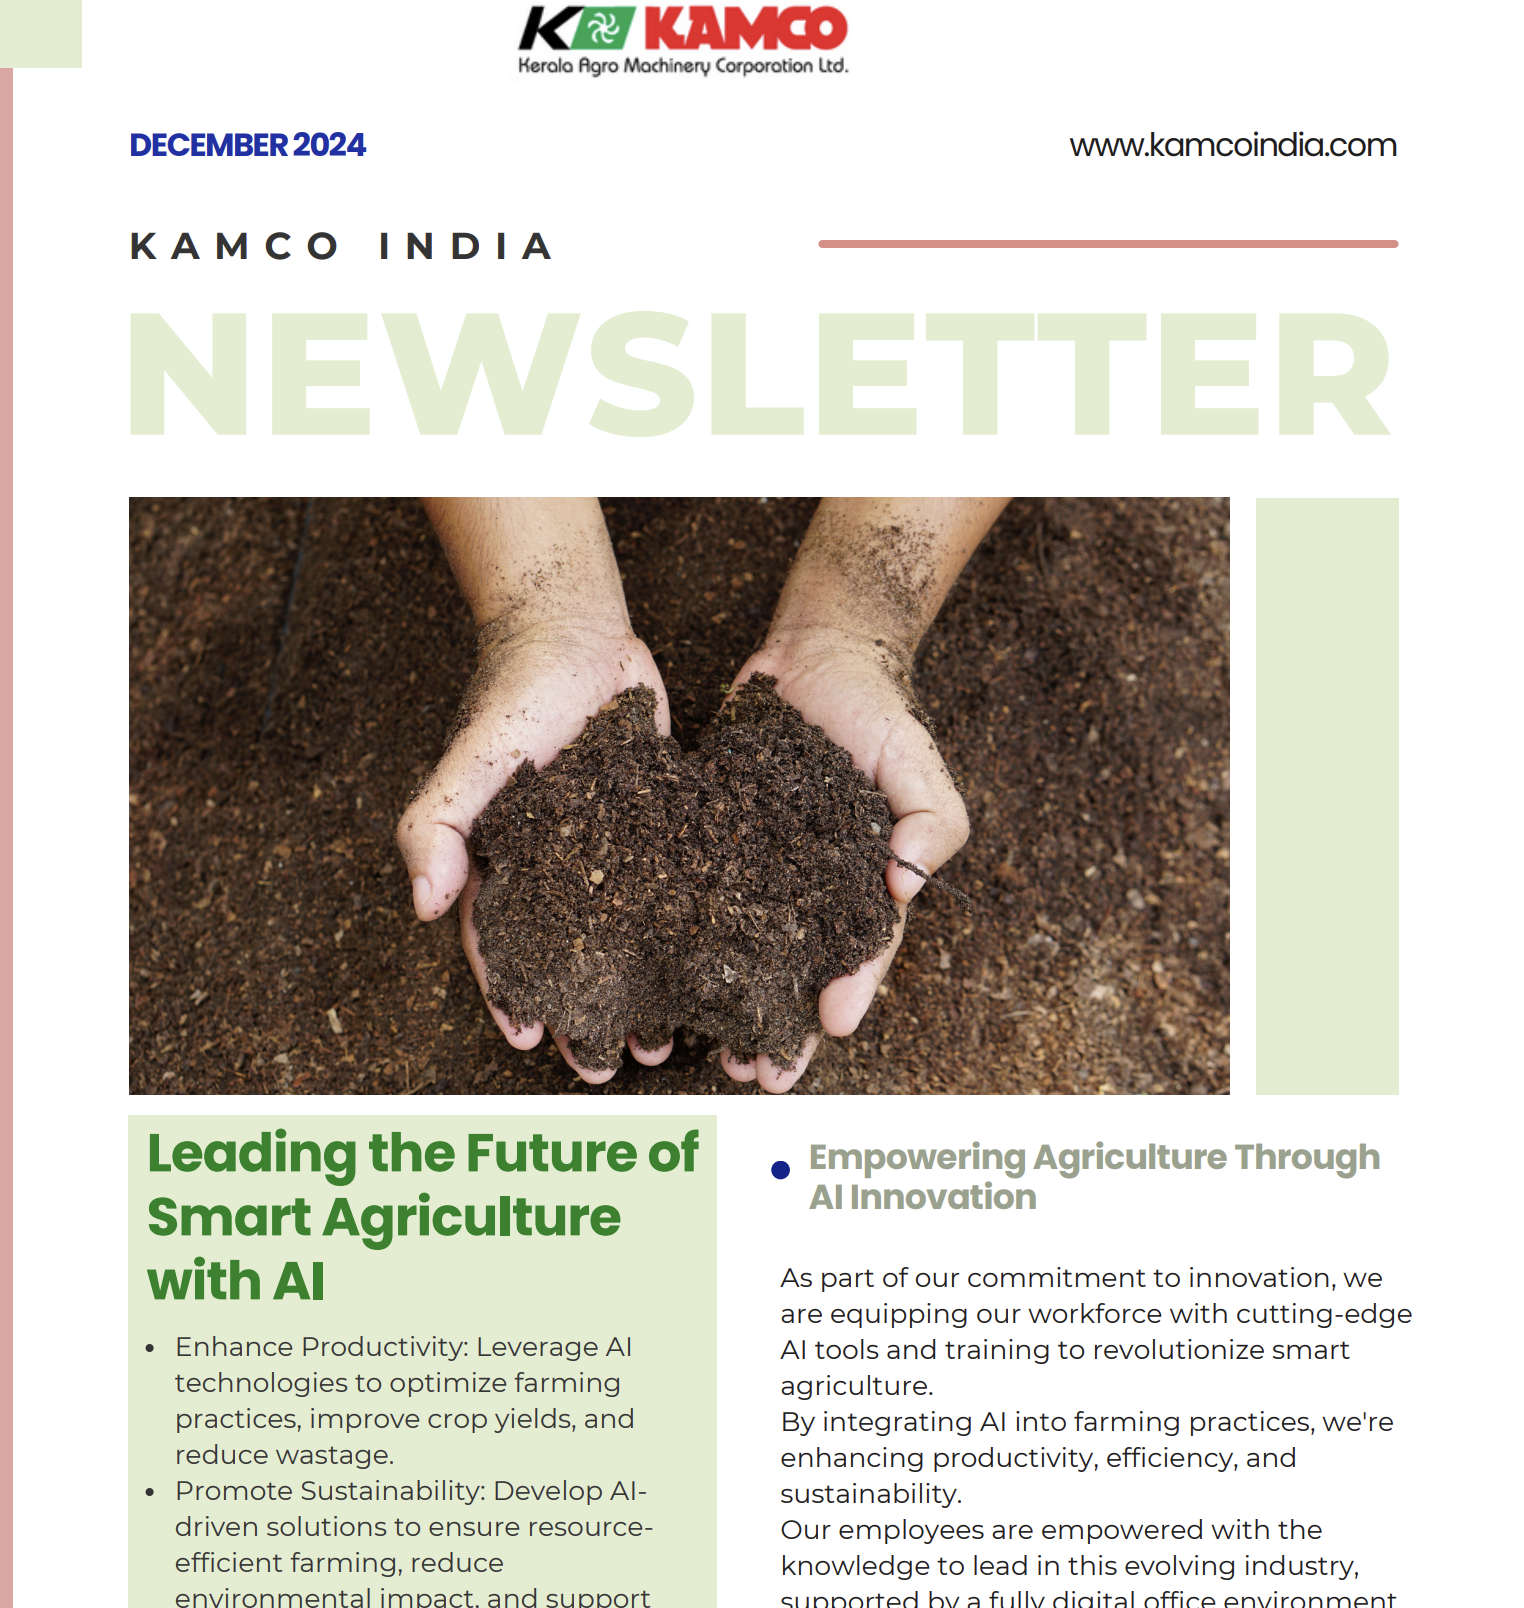 KAMCO
Kerala Agro Machinery Corporation Ltd.
DECEMBER 2024
www.kamcoindia.com
KAMCO INDIA
NEWSLETTER
Leading the Future of
Smart Agriculture
with AI
• Enhance Productivity: Leverage AI
technologies to optimize farming
practices, improve crop yields, and
reduce wastage.
• Promote Sustainability: Develop AI-
driven solutions to ensure resource-
efficient farming, reduce
environmental impact, and support
Empowering Agriculture Through
AI Innovation
As part of our commitment to innovation, we
are equipping our workforce with cutting-edge
AI tools and training to revolutionize smart
agriculture.
By integrating AI into farming practices, we're
enhancing productivity, efficiency, and
sustainability.
Our employees are empowered with the
knowledge to lead in this evolving industry,
supported by a fully digital office environment